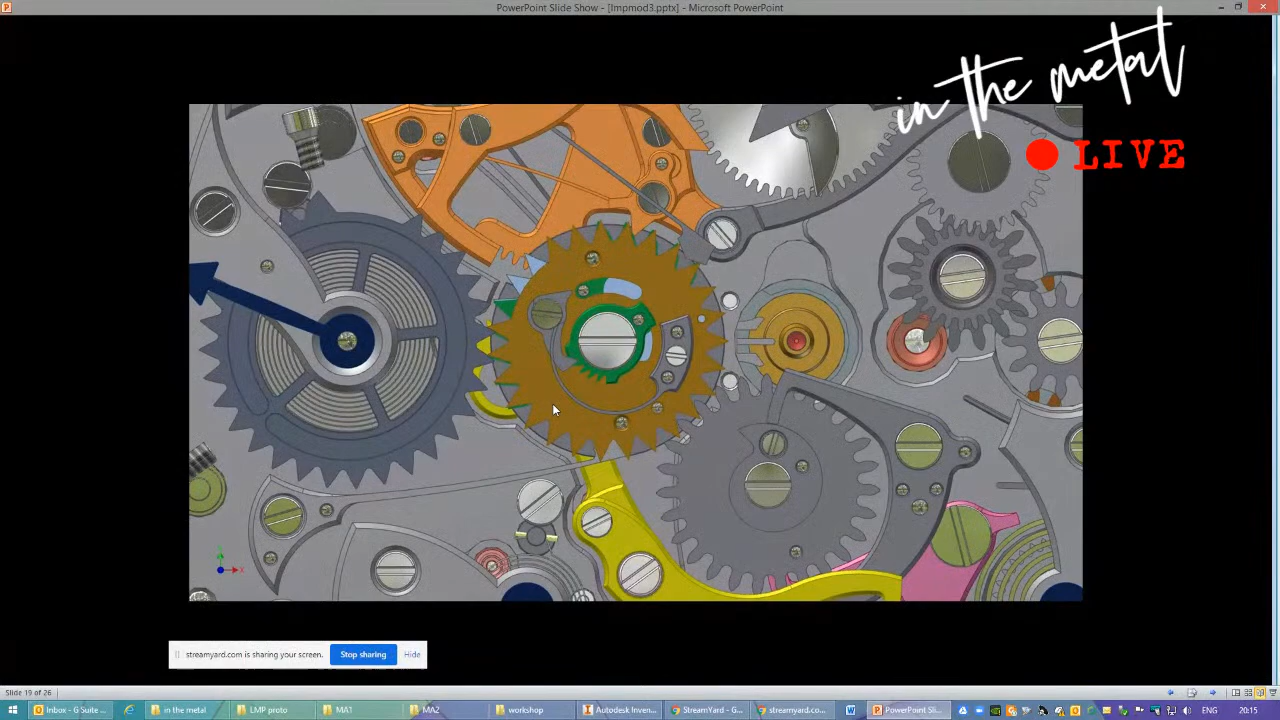 PowerPoint Slide Show - [lmpmod3.pptx] - Microsoft PowerPoint
in the metal
LIVE
streamyard.com is sharing your screen. Stop sharing Hide
Slide 19 of 26
Inbox - G Suite ... in the metal LMP proto MA1 MA2 workshop Autodesk Inven... StreamYard - G... streamyard.co... PowerPoint Sli... ENG 20:15